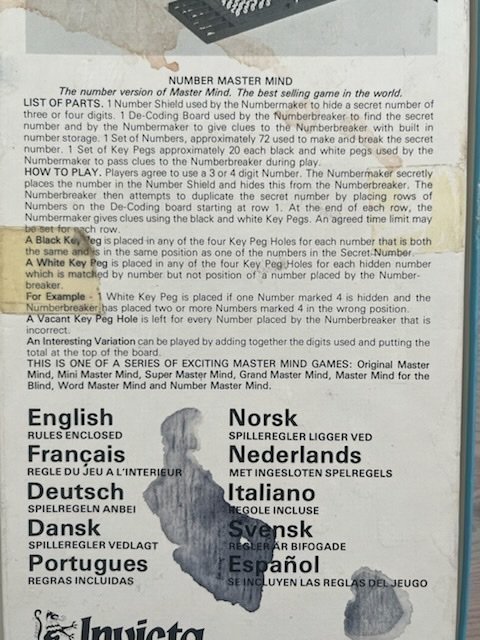 NUMBER MASTER MIND
The number version of Master Mind. The best selling game in the world.
LIST OF PARTS. 1 Number Shield used by the Numbermaker to hide a secret number of
three or four digits. 1 De-Coding Board used by the Numberbreaker to find the secret
number and by the Numbermaker to give clues to the Numberbreaker with built in
number storage. 1 Set of Numbers, approximately 72 used to make and break the secret
number. 1 Set of Key Pegs approximately 20 each black and white pegs used by the
Numbermaker to pass clues to the Numberbreaker during play.
HOW TO PLAY. Players agree to use a 3 or 4 digit Number. The Numbermaker secretly
places the number in the Number Shield and hides this from the Numberbreaker. The
Numberbreaker then attempts to duplicate the secret number by placing rows of
Numbers on the De-Coding board starting at row 1. At the end of each row, the
Numbermaker gives clues using the black and white Key Pegs. An agreed time limit may
be set for each row.
A Black Key Peg is placed in any of the four Key Peg Holes for each number that is both
the same and is in the same position as one of the numbers in the Secret Number.
A White Key Peg is placed in any of the four Key Peg Holes for each hidden number
which is matched by number but not position of a number placed by the Number-
breaker.
For Example - 1 White Key Peg is placed if one Number marked 4 is hidden and the
Numberbreaker has placed two or more Numbers marked 4 in the wrong position.
A Vacant Key Peg Hole is left for every Number placed by the Numberbreaker that is
incorrect.
An Interesting Variation can be played by adding together the digits used and putting the
total at the top of the board.
THIS IS ONE OF A SERIES OF EXCITING MASTER MIND GAMES: Original Master
Mind, Mini Master Mind, Super Master Mind, Grand Master Mind, Master Mind for the
Blind, Word Master Mind and Number Master Mind.
English
RULES ENCLOSED
Français
REGLE DU JEU A L'INTERIEUR
Deutsch
SPIELREGELN ANBEI
Dansk
SPILLEREGLER VEDLAGT
Portugues
REGRAS INCLUIDAS
Norsk
SPILLEREGLER LIGGER VED
Nederlands
MET INGESLOTEN SPELREGELS
Italiano
REGOLE INCLUSE
Svensk
REGLER ÄR BIFOGADE
Español
SE INCLUYEN LAS REGLAS DEL JEUGO
Invicta